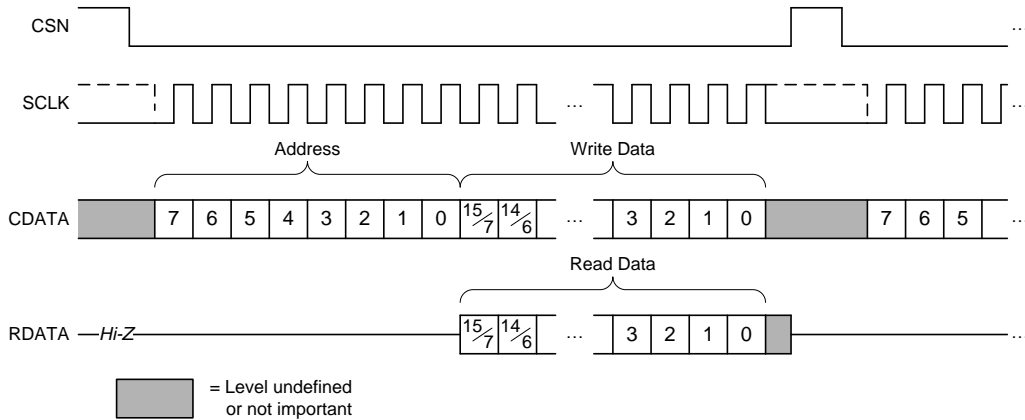 CSN
...
SCLK
... ...
Address Write Data
CDATA 7 6 5 4 3 2 1 0 15/7 14/6 ... 3 2 1 0 7 6 5 ...
Read Data
RDATA Hi-Z 15/7 14/6 ... 3 2 1 0 ...
= Level undefined
or not important